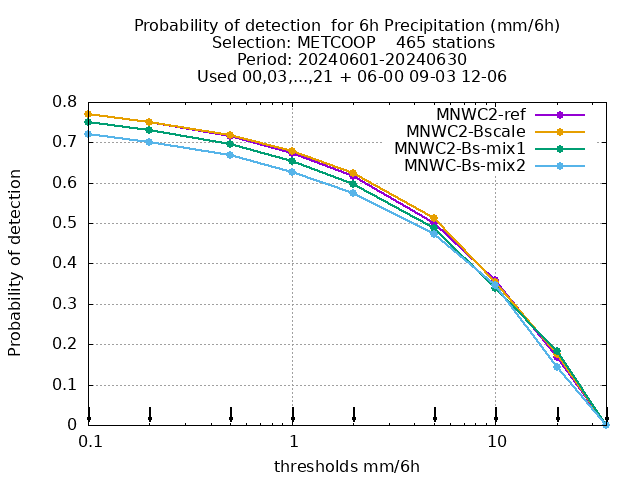 Probability of detection  for 6h Precipitation (mm/6h)
Selection: METCOOP    465 stations
Period: 20240601-20240630
Used 00,03,...,21 + 06-00 09-03 12-06
MNWC2-ref
MNWC2-Bscale
MNWC2-Bs-mix1
MNWC-Bs-mix2
Probability of detection
0.8
0.7
0.6
0.5
0.4
0.3
0.2
0.1
0
0.1 1 10
thresholds mm/6h